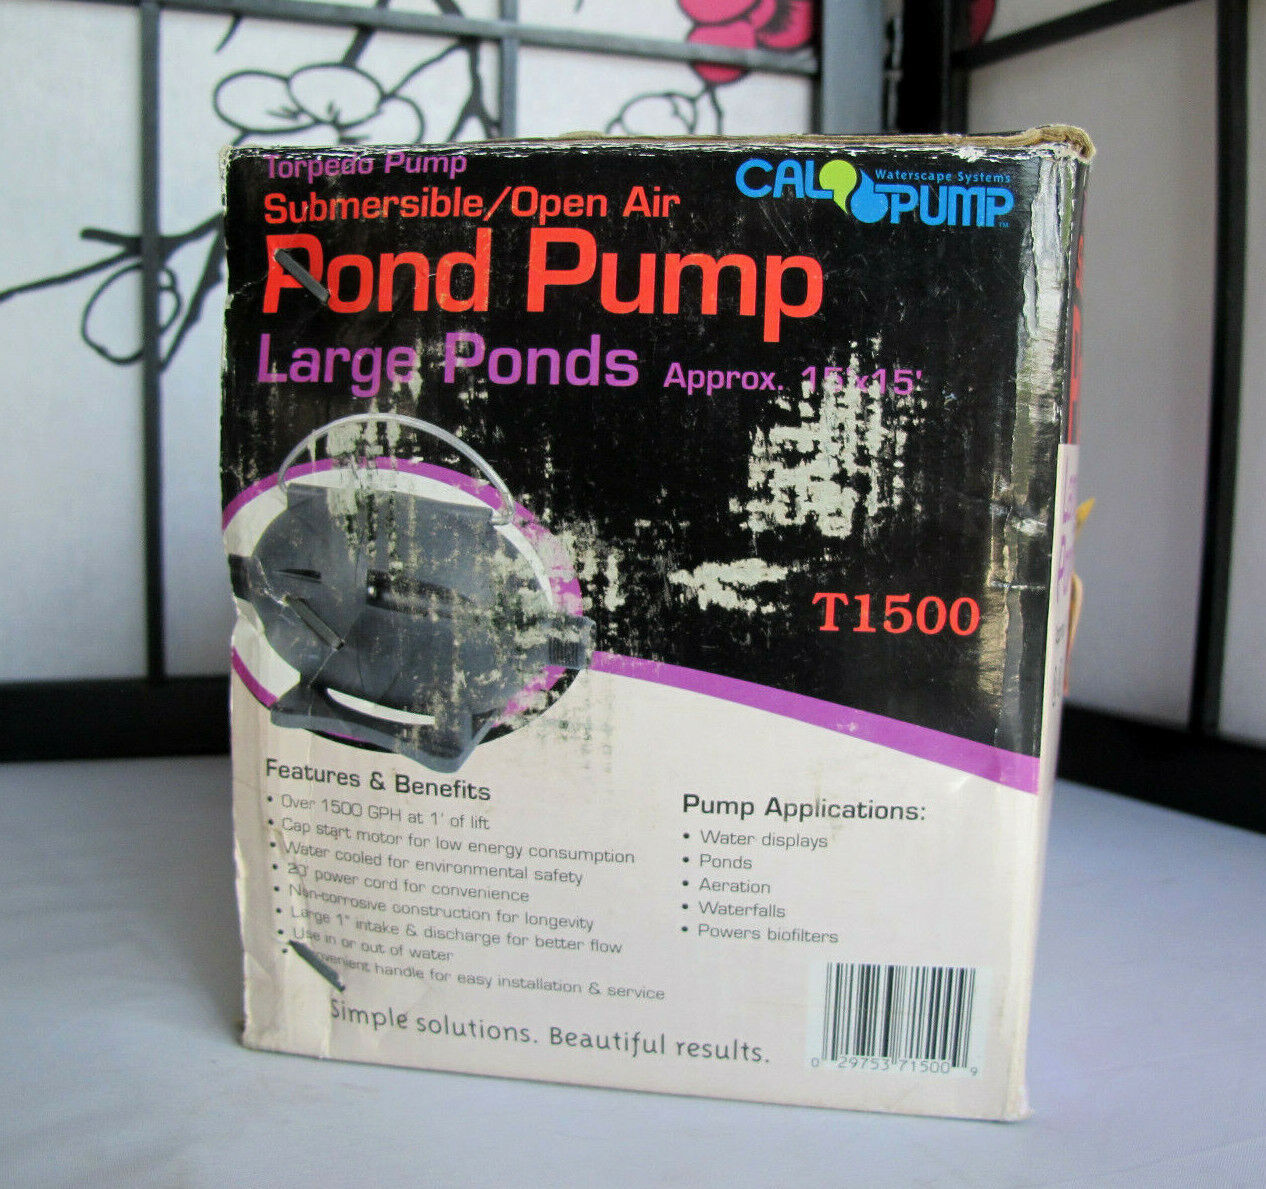 Torpedo Pump
Submersible/Open Air
Pond Pump
Large Ponds Approx. 15'x15'
CAL PUMP
Waterscape Systems
TM
T1500
Features & Benefits
• Over 1500 GPH at 1' of lift
• Cap start motor for low energy consumption
• Water cooled for environmental safety
• 20' power cord for convenience
• Non-corrosive construction for longevity
• Large 1" intake & discharge for better flow
• Use in or out of water
• Convenient handle for easy installation & service
Pump Applications:
• Water displays
• Ponds
• Aeration
• Waterfalls
• Powers biofilters
Simple solutions. Beautiful results.
0 29753 71500 9